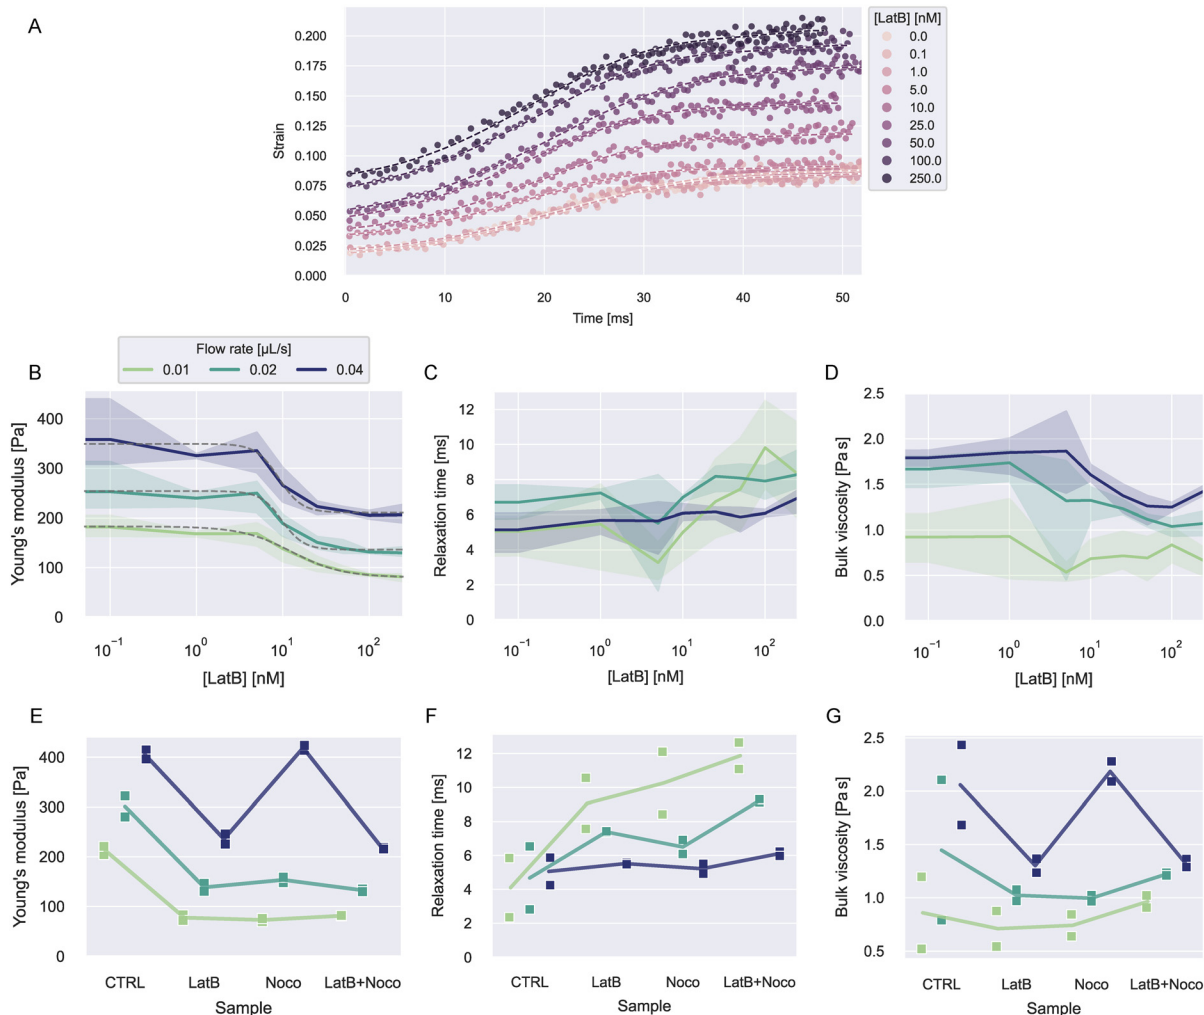 A
0.200
0.175
0.150
0.125
0.100
0.075
0.050
0.025
0.000
Strain
0 10 20 30 40 50
Time [ms]
[LatB] [nM]
0.0
0.1
1.0
5.0
10.0
25.0
50.0
100.0
250.0
Flow rate [µL/s]
0.01 0.02 0.04
B
400
300
200
100
0
Young's modulus [Pa]
10⁻¹ 10⁰ 10¹ 10²
[LatB] [nM]
C
12
10
8
6
4
2
0
Relaxation time [ms]
10⁻¹ 10⁰ 10¹ 10²
[LatB] [nM]
D
2.5
2.0
1.5
1.0
0.5
0.0
Bulk viscosity [Pa s]
10⁻¹ 10⁰ 10¹ 10²
[LatB] [nM]
E
400
300
200
100
0
Young's modulus [Pa]
CTRL LatB Noco LatB+Noco
Sample
F
12
10
8
6
4
2
0
Relaxation time [ms]
CTRL LatB Noco LatB+Noco
Sample
G
2.5
2.0
1.5
1.0
0.5
Bulk viscosity [Pa s]
CTRL LatB Noco LatB+Noco
Sample